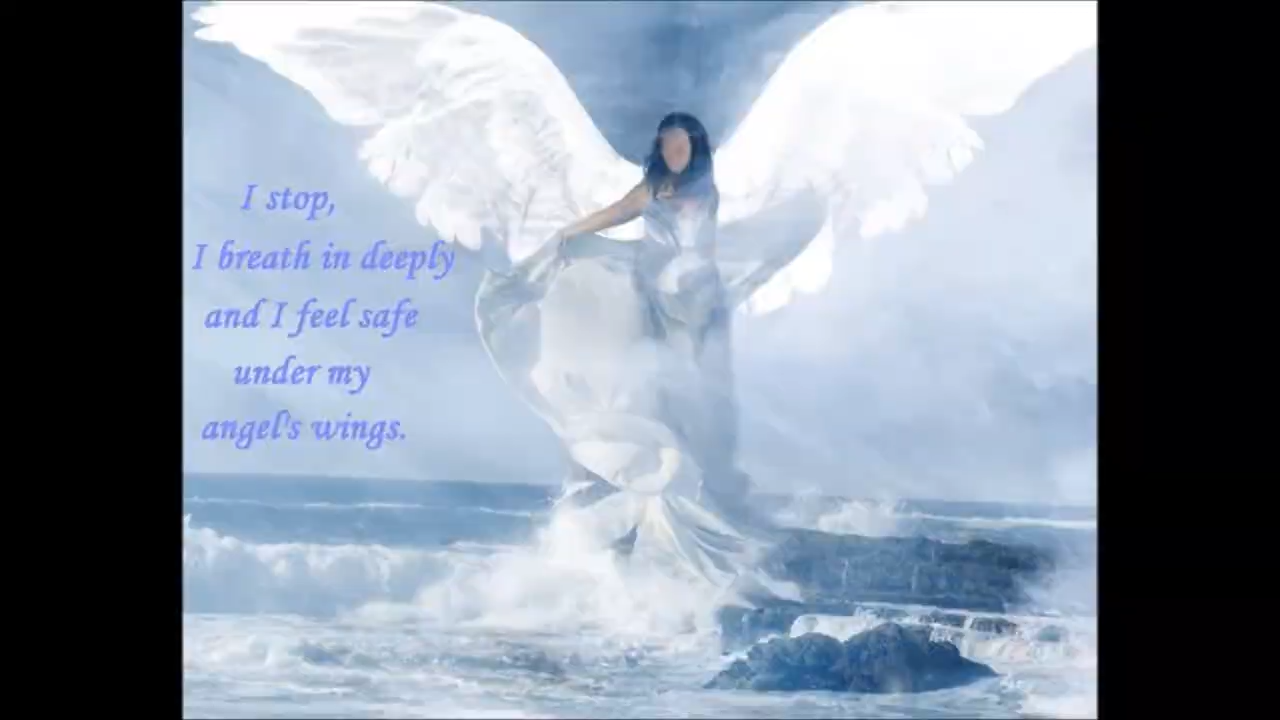 I stop,
I breath in deeply
and I feel safe
under my
angel's wings.